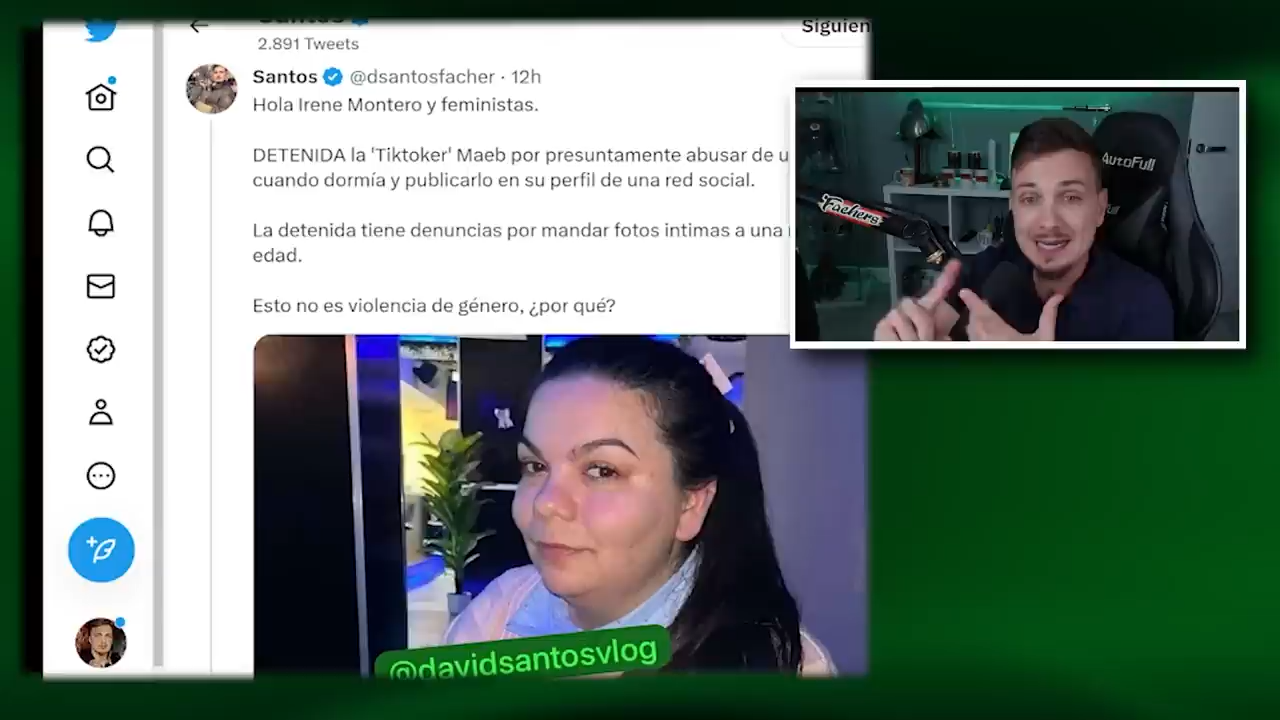 Santos
Siguien
2.891 Tweets
Santos @dsantosfacher · 12h
Hola Irene Montero y feministas.
DETENIDA la 'Tiktoker' Maeb por presuntamente abusar de u
cuando dormía y publicarlo en su perfil de una red social.
La detenida tiene denuncias por mandar fotos intimas a una
edad.
Esto no es violencia de género, ¿por qué?
@davidsantosvlog
AutoFull
Fachers